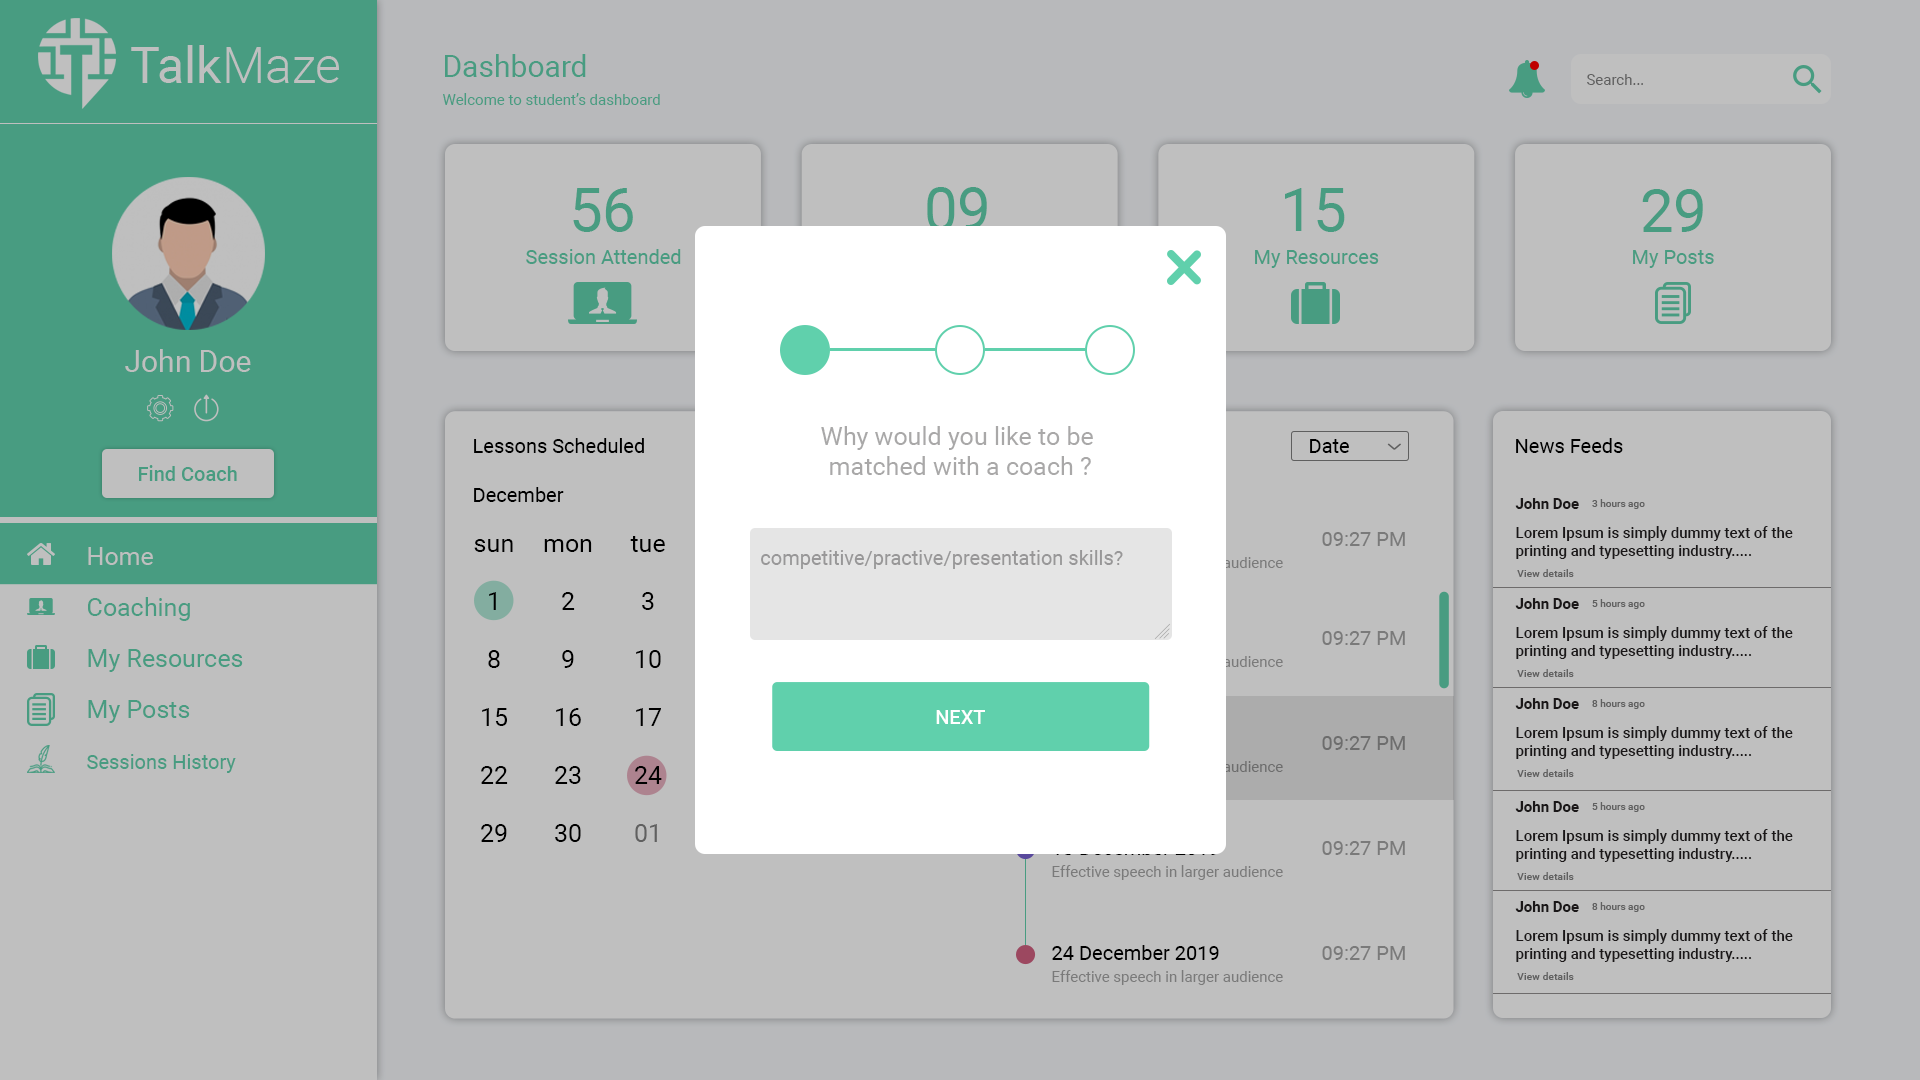 TalkMaze
John Doe
Find Coach
Home
Coaching
My Resources
My Posts
Sessions History
Dashboard
Welcome to student's dashboard
Search...
56
Session Attended
09
15
My Resources
29
My Posts
Why would you like to be
matched with a coach ?
competitive/practive/presentation skills?
NEXT
Lessons Scheduled
December
sun mon tue
1 2 3
8 9 10
15 16 17
22 23 24
29 30 01
Date
09:27 PM
audience
09:27 PM
audience
09:27 PM
audience
December 2019
09:27 PM
Effective speech in larger audience
24 December 2019
09:27 PM
Effective speech in larger audience
News Feeds
John Doe 3 hours ago
Lorem Ipsum is simply dummy text of the
printing and typesetting industry.....
View details
John Doe 5 hours ago
Lorem Ipsum is simply dummy text of the
printing and typesetting industry.....
View details
John Doe 8 hours ago
Lorem Ipsum is simply dummy text of the
printing and typesetting industry.....
View details
John Doe 5 hours ago
Lorem Ipsum is simply dummy text of the
printing and typesetting industry.....
View details
John Doe 8 hours ago
Lorem Ipsum is simply dummy text of the
printing and typesetting industry.....
View details